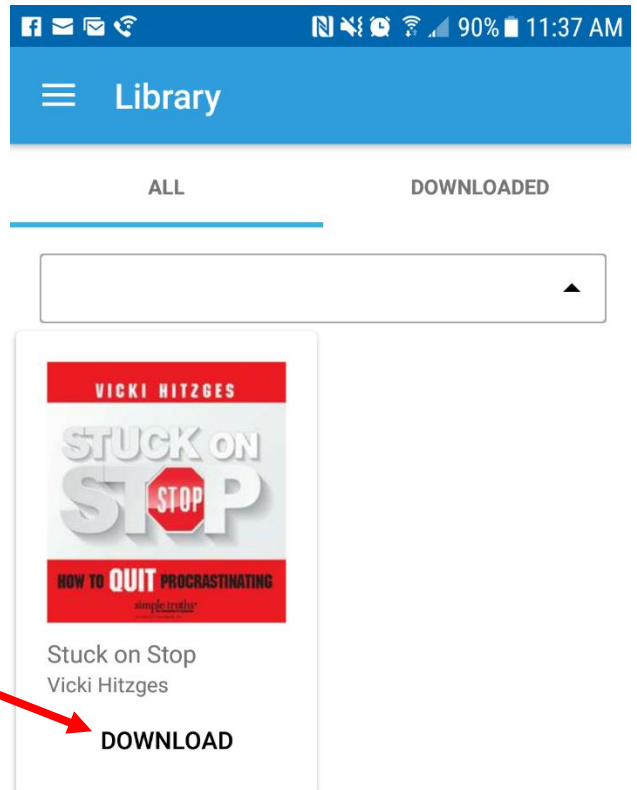 90% 11:37 AM
Library
ALL DOWNLOADED
VICKI HITZGES
STUCK ON
STOP
STOP
HOW TO QUIT PROCRASTINATING
simple truths
Stuck on Stop
Vicki Hitzges
DOWNLOAD